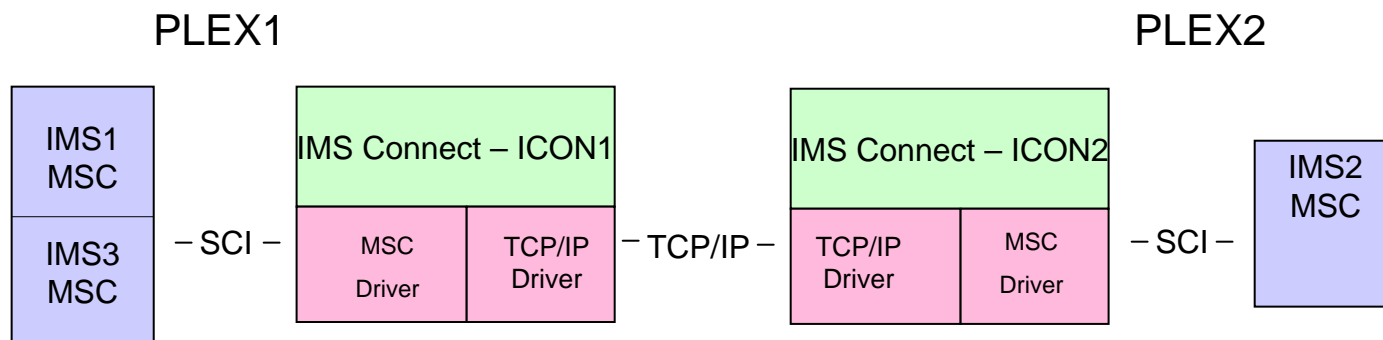 PLEX1
PLEX2
IMS1
MSC
IMS3
MSC
– SCI –
IMS Connect – ICON1
MSC
Driver
TCP/IP
Driver
– TCP/IP –
IMS Connect – ICON2
TCP/IP
Driver
MSC
Driver
– SCI –
IMS2
MSC